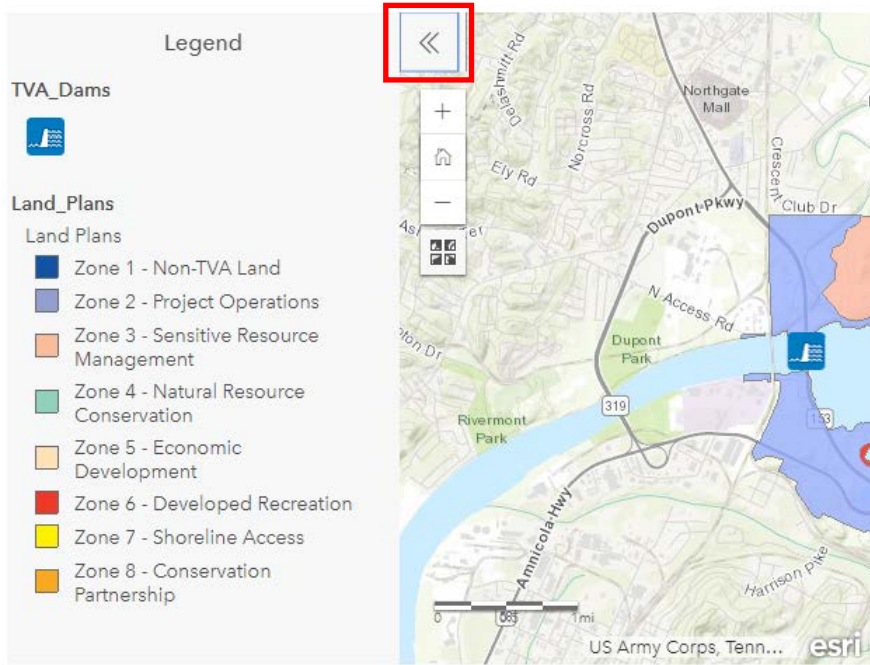 Legend
TVA_Dams
Land_Plans
Land Plans
Zone 1 - Non-TVA Land
Zone 2 - Project Operations
Zone 3 - Sensitive Resource
Management
Zone 4 - Natural Resource
Conservation
Zone 5 - Economic
Development
Zone 6 - Developed Recreation
Zone 7 - Shoreline Access
Zone 8 - Conservation
Partnership
Delashmitt Rd
Norcross Rd
Northgate
Mall
Ely Rd
Crescent
Club Dr
Dupont Pkwy
N Access Rd
Dupont
Park
319
153
Rivermont
Park
Amnicola Hwy
Harrison Pike
0
1mi
US Army Corps, Tenn...
esri